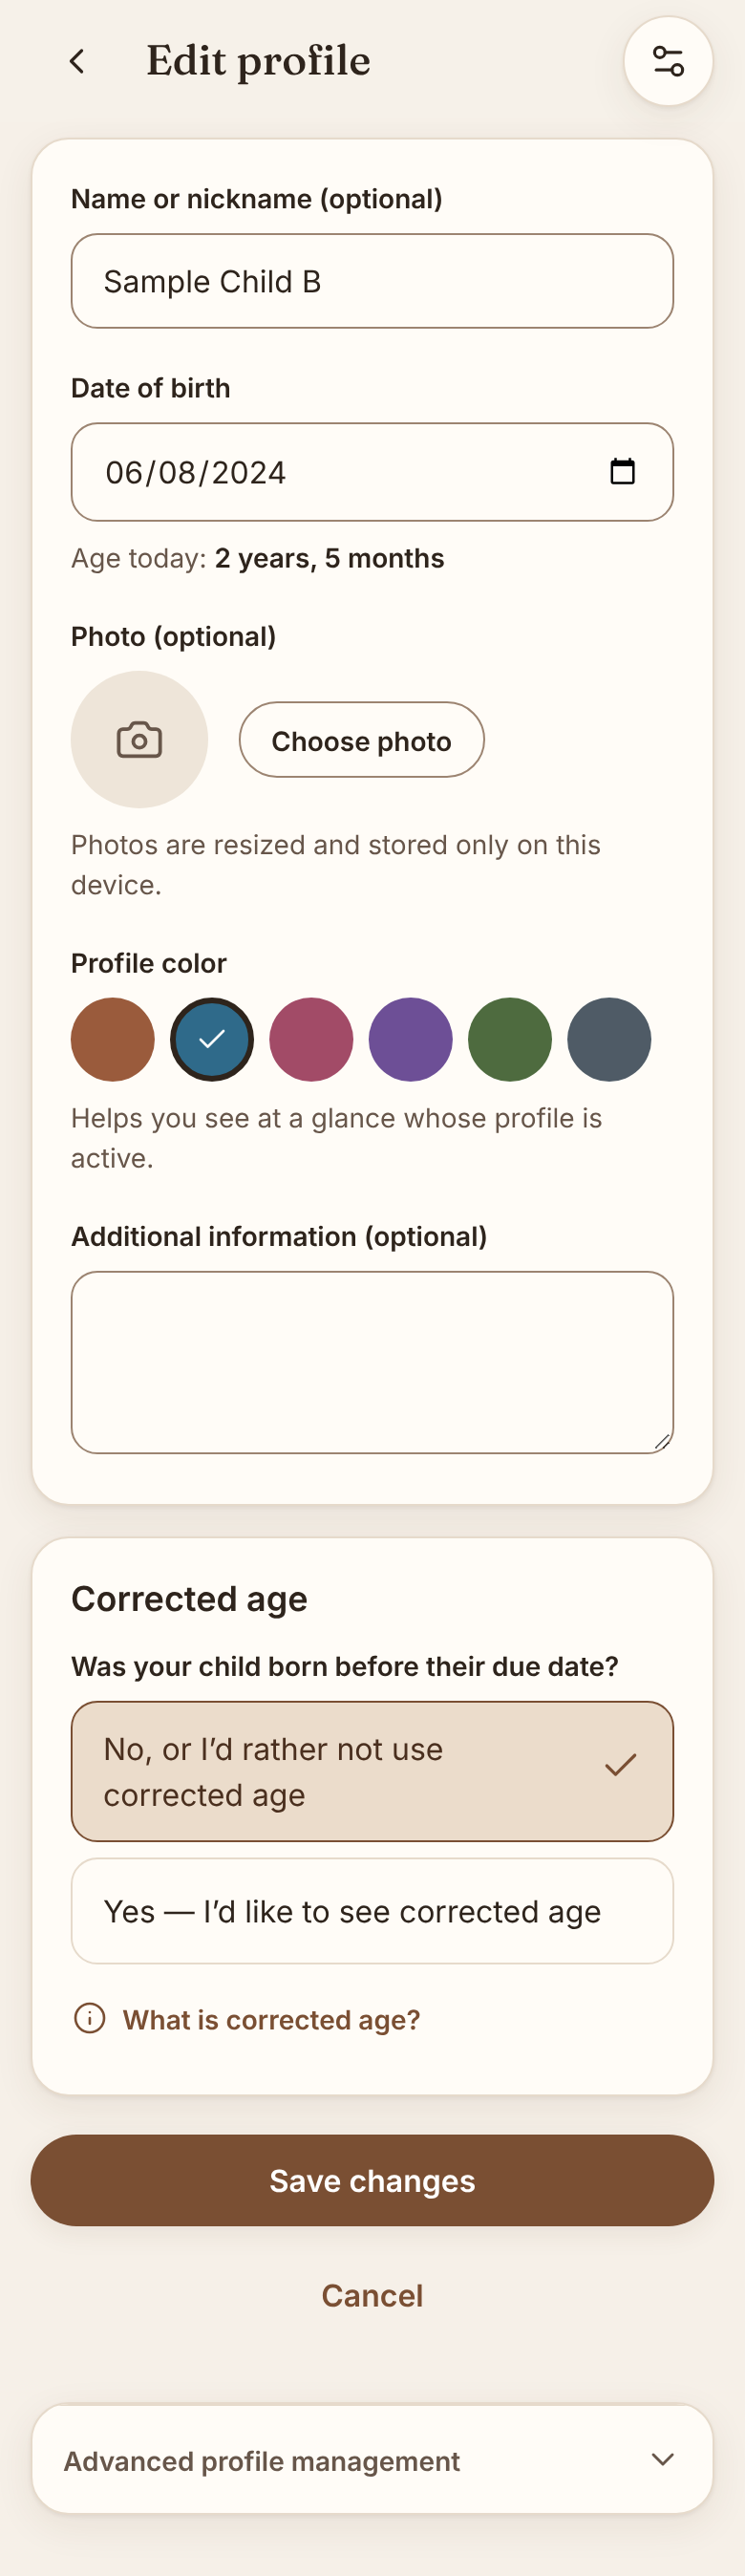 Edit profile
Name or nickname (optional)
Sample Child B
Date of birth
06/08/2024
Age today: 2 years, 5 months
Photo (optional)
Choose photo
Photos are resized and stored only on this
device.
Profile color
Helps you see at a glance whose profile is
active.
Additional information (optional)
Corrected age
Was your child born before their due date?
No, or I’d rather not use
corrected age
Yes — I’d like to see corrected age
What is corrected age?
Save changes
Cancel
Advanced profile management